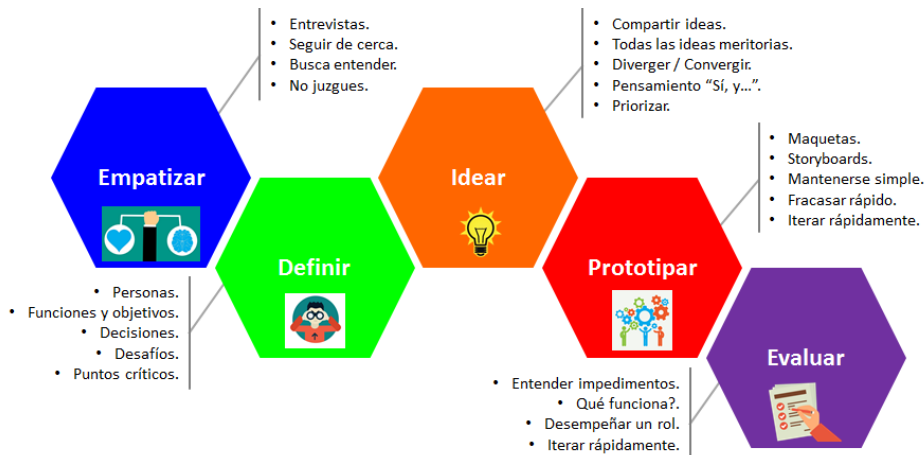 • Entrevistas.
• Seguir de cerca.
• Busca entender.
• No juzgues.
Empatizar
• Personas.
• Funciones y objetivos.
• Decisiones.
• Desafíos.
• Puntos críticos.
Definir
• Compartir ideas.
• Todas las ideas meritorias.
• Diverger / Convergir.
• Pensamiento “Sí, y…”.
• Priorizar.
Idear
• Maquetas.
• Storyboards.
• Mantenerse simple.
• Fracasar rápido.
• Iterar rápidamente.
Prototipar
• Entender impedimentos.
• Qué funciona?.
• Desempeñar un rol.
• Iterar rápidamente.
Evaluar